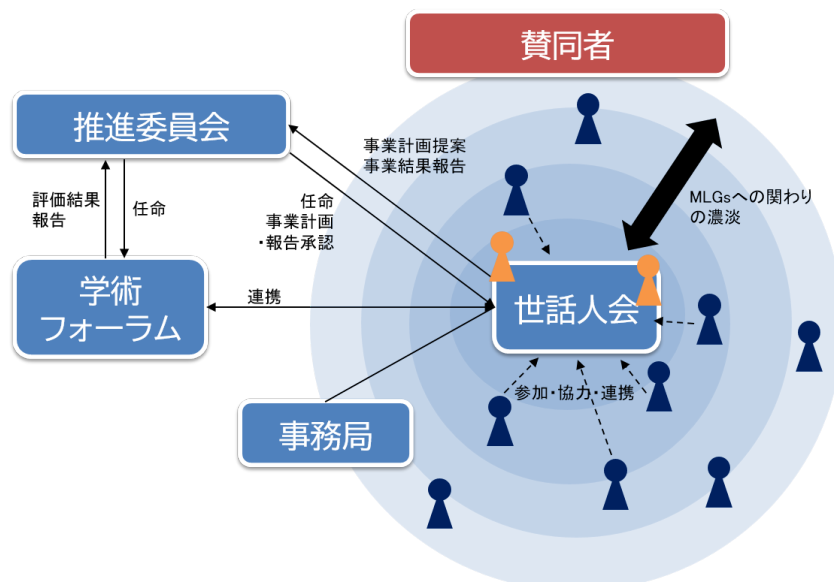 賛同者
推進委員会
事業計画提案
事業結果報告
MLGsへの関わり
の濃淡
評価結果
報告
任命
任命
事業計画
・報告承認
学術
フォーラム
連携
世話人会
参加・協力・連携
事務局